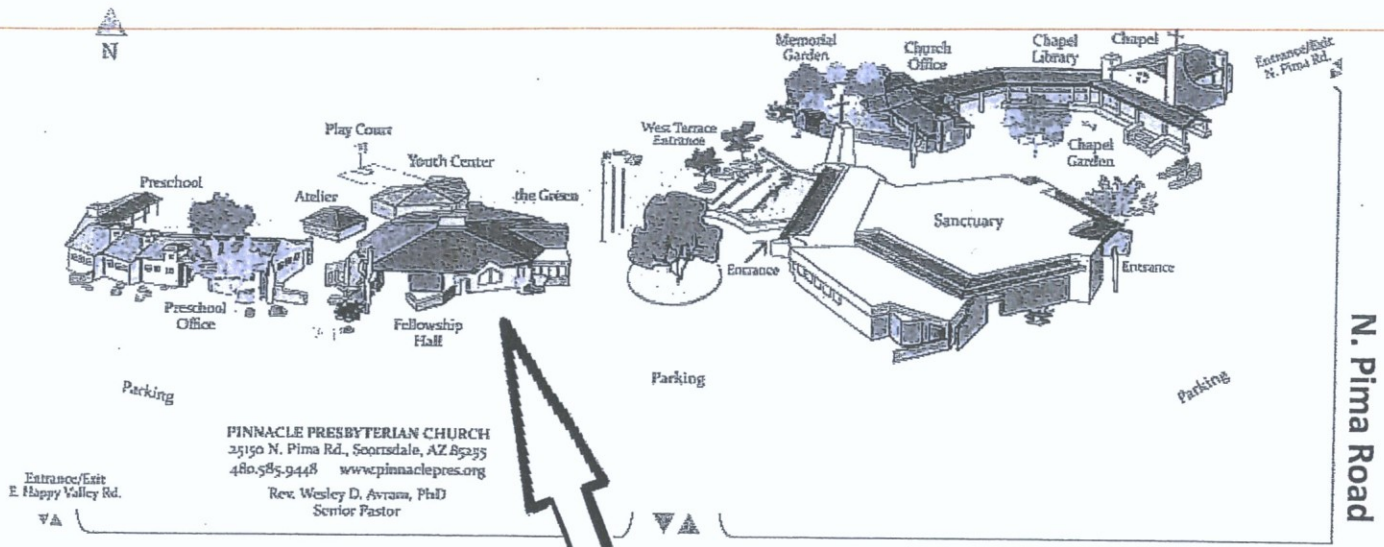 N
Memorial
Garden
Church
Office
Chapel
Library
Chapel
Entrance/Exit
N. Pima Rd.
Play Court
Youth Center
West Terrace
Entrance
Preschool
Atelier
the Green
Chapel
Garden
Sanctuary
Entrance
Entrance
Preschool
Office
Fellowship
Hall
Parking
Parking
Parking
N. Pima Road
PINNACLE PRESBYTERIAN CHURCH
25150 N. Pima Rd., Scottsdale, AZ 85255
480.585.9448 www.pinnaclepres.org
Rev. Wesley D. Avram, PhD
Senior Pastor
Entrance/Exit
E. Happy Valley Rd.